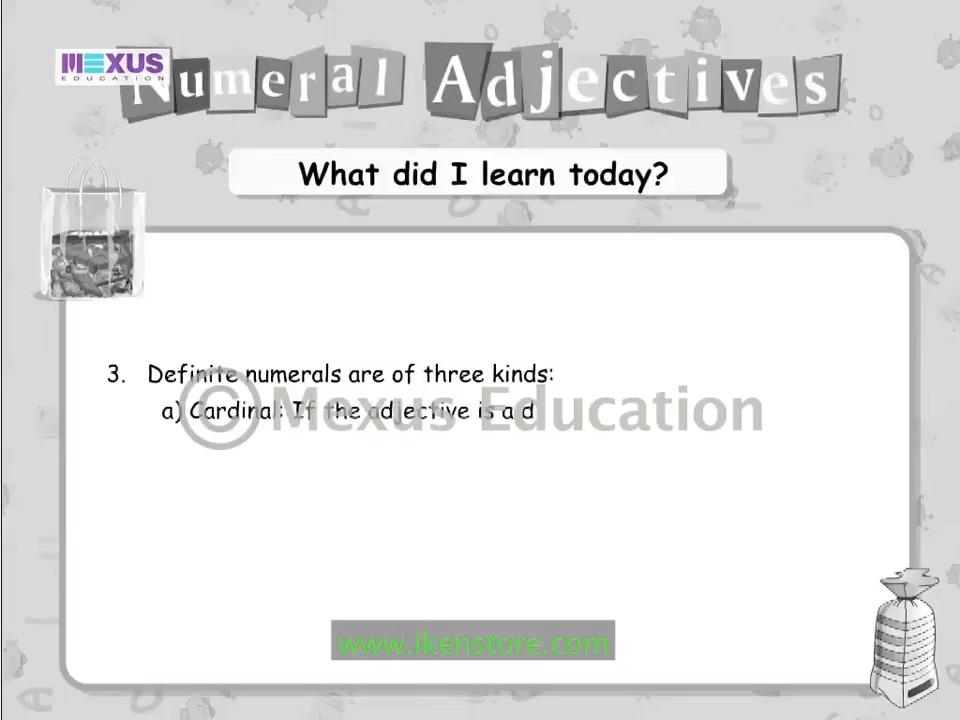 MEXUS
EDUCATION
Numeral Adjectives
What did I learn today?
3. Definite numerals are of three kinds:
a) Cardinal: If the adjective is a d
© Mexus Education
www.ikenstore.com